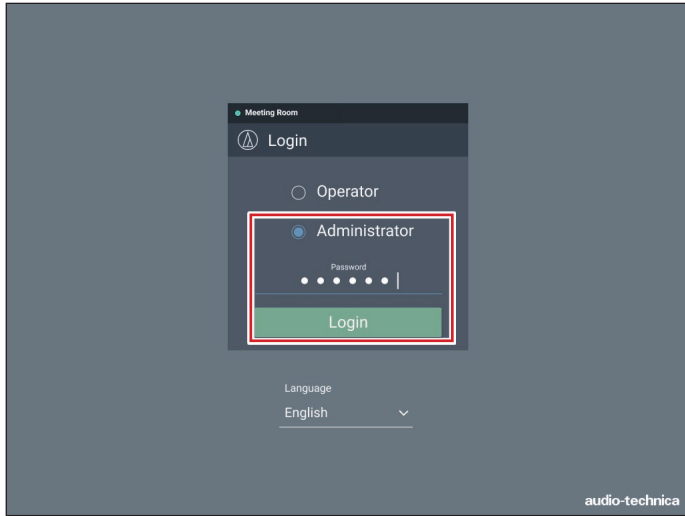 Meeting Room
Login
Operator
Administrator
Password
Login
Language
English
audio-technica